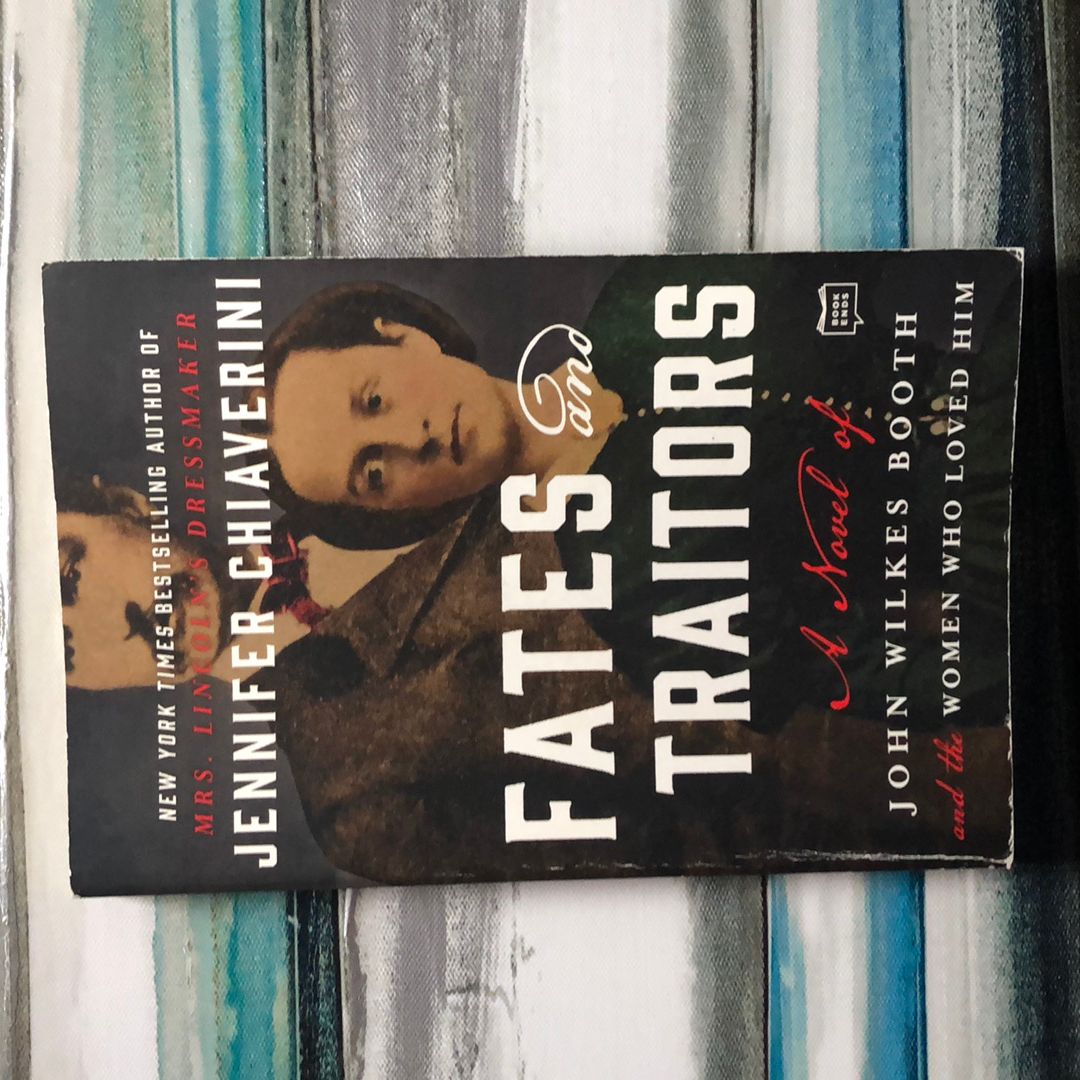 NEW YORK TIMES BESTSELLING AUTHOR OF
MRS. LINCOLN'S DRESSMAKER
JENNIFER CHIAVERINI
FATES and
TRAITORS
A Novel of
JOHN WILKES BOOTH
and the WOMEN WHO LOVED HIM
BOOK
ENDS